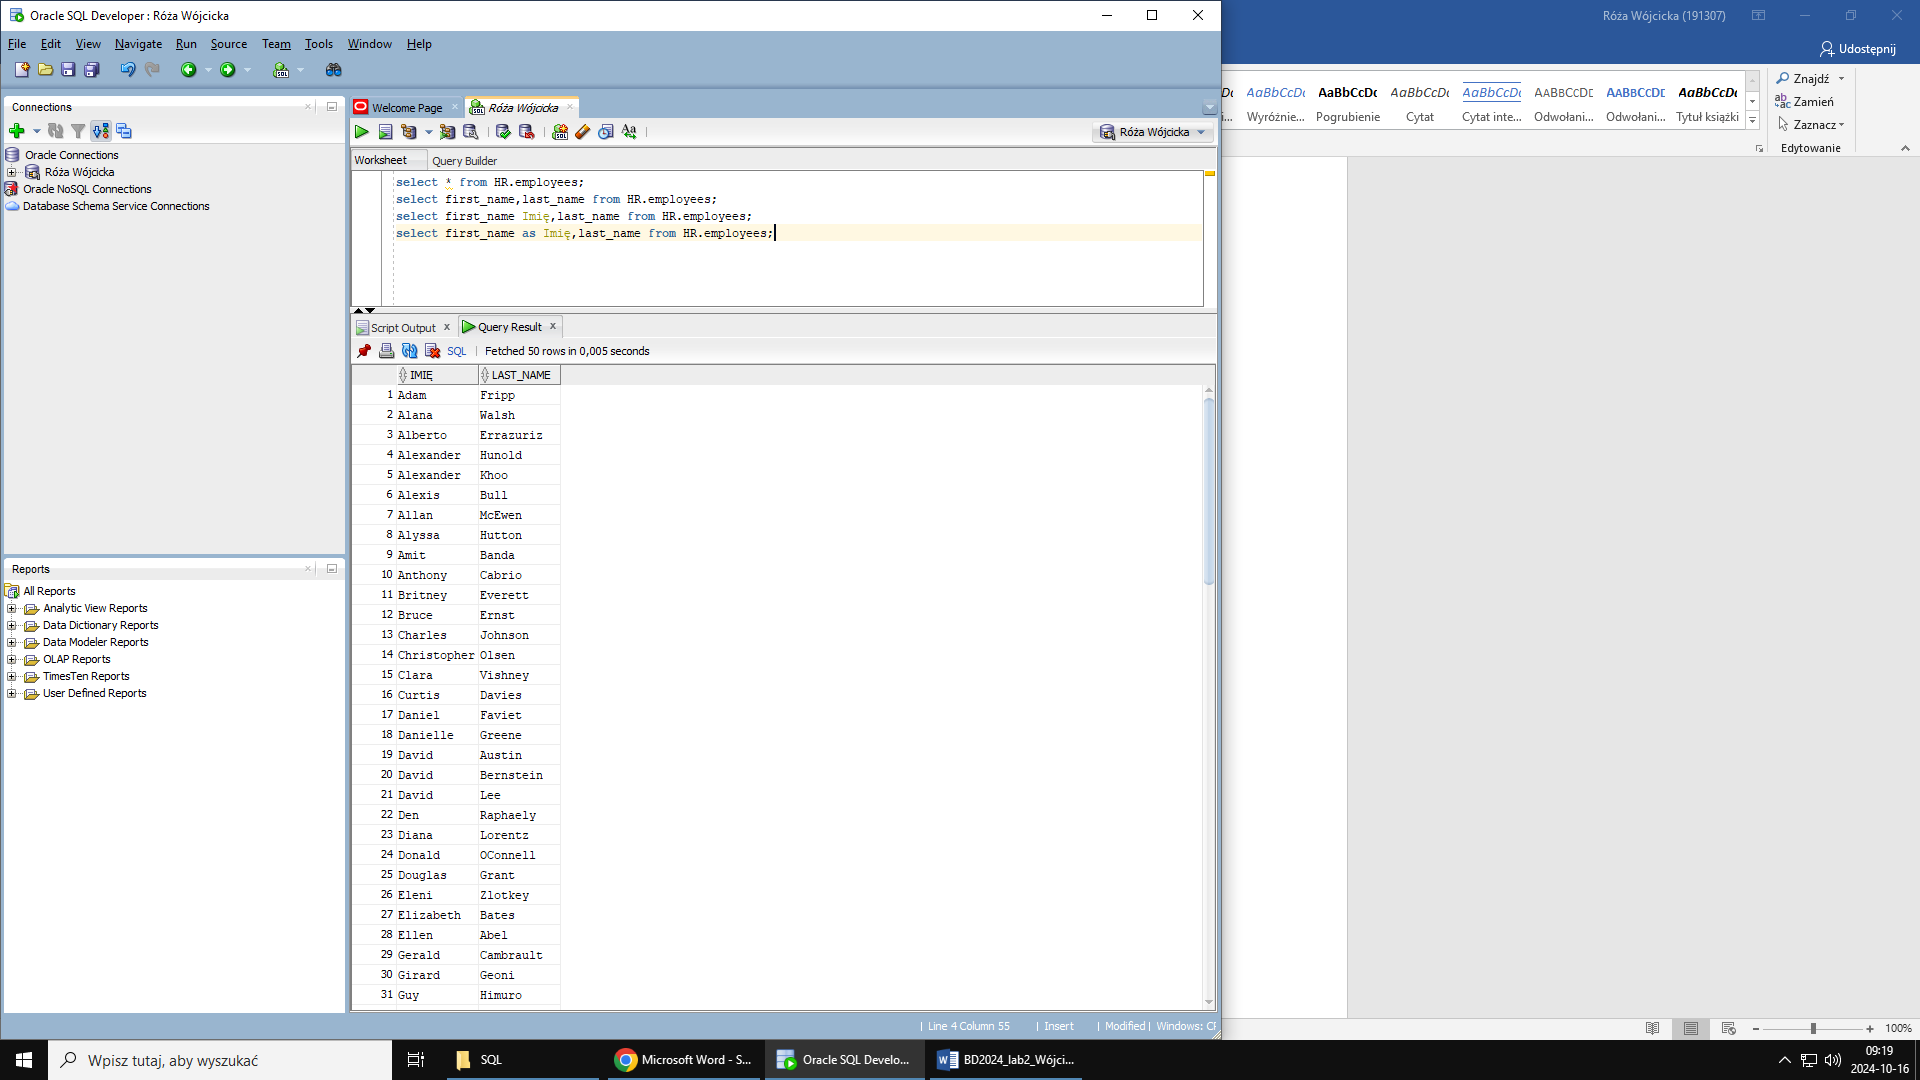 Oracle SQL Developer : Róża Wójcicka
File Edit View Navigate Run Source Team Tools Window Help
Connections
Oracle Connections
Róża Wójcicka
Oracle NoSQL Connections
Database Schema Service Connections
Reports
All Reports
Analytic View Reports
Data Dictionary Reports
Data Modeler Reports
OLAP Reports
TimesTen Reports
User Defined Reports
Welcome Page Róża Wójcicka
Róża Wójcicka
Worksheet Query Builder
select * from HR.employees;
select first_name,last_name from HR.employees;
select first_name Imię,last_name from HR.employees;
select first_name as Imię,last_name from HR.employees;
Script Output x Query Result x
SQL | Fetched 50 rows in 0,005 seconds
IMIĘ LAST_NAME
1 Adam Fripp
2 Alana Walsh
3 Alberto Errazuriz
4 Alexander Hunold
5 Alexander Khoo
6 Alexis Bull
7 Allan McEwen
8 Alyssa Hutton
9 Amit Banda
10 Anthony Cabrio
11 Britney Everett
12 Bruce Ernst
13 Charles Johnson
14 Christopher Olsen
15 Clara Vishney
16 Curtis Davies
17 Daniel Faviet
18 Danielle Greene
19 David Austin
20 David Bernstein
21 David Lee
22 Den Raphaely
23 Diana Lorentz
24 Donald OConnell
25 Douglas Grant
26 Eleni Zlotkey
27 Elizabeth Bates
28 Ellen Abel
29 Gerald Cambrault
30 Girard Geoni
31 Guy Himuro
| Line 4 Column 55 | Insert | Modified | Windows: CF
Róża Wójcicka (191307)
Udostępnij
AaBbCcDc AaBbCcDc AaBbCcDc AaBbCcDc AABBCCDE AABBCCDE AaBbCcDc
Wyróżnie... Pogrubienie Cytat Cytat inte... Odwołani... Odwołani... Tytuł książki
Znajdź
Zamień
Zaznacz
Edytowanie
100%
Wpisz tutaj, aby wyszukać
SQL
Microsoft Word - S...
Oracle SQL Develo...
BD2024_lab2_Wójci...
09:19
2024-10-16